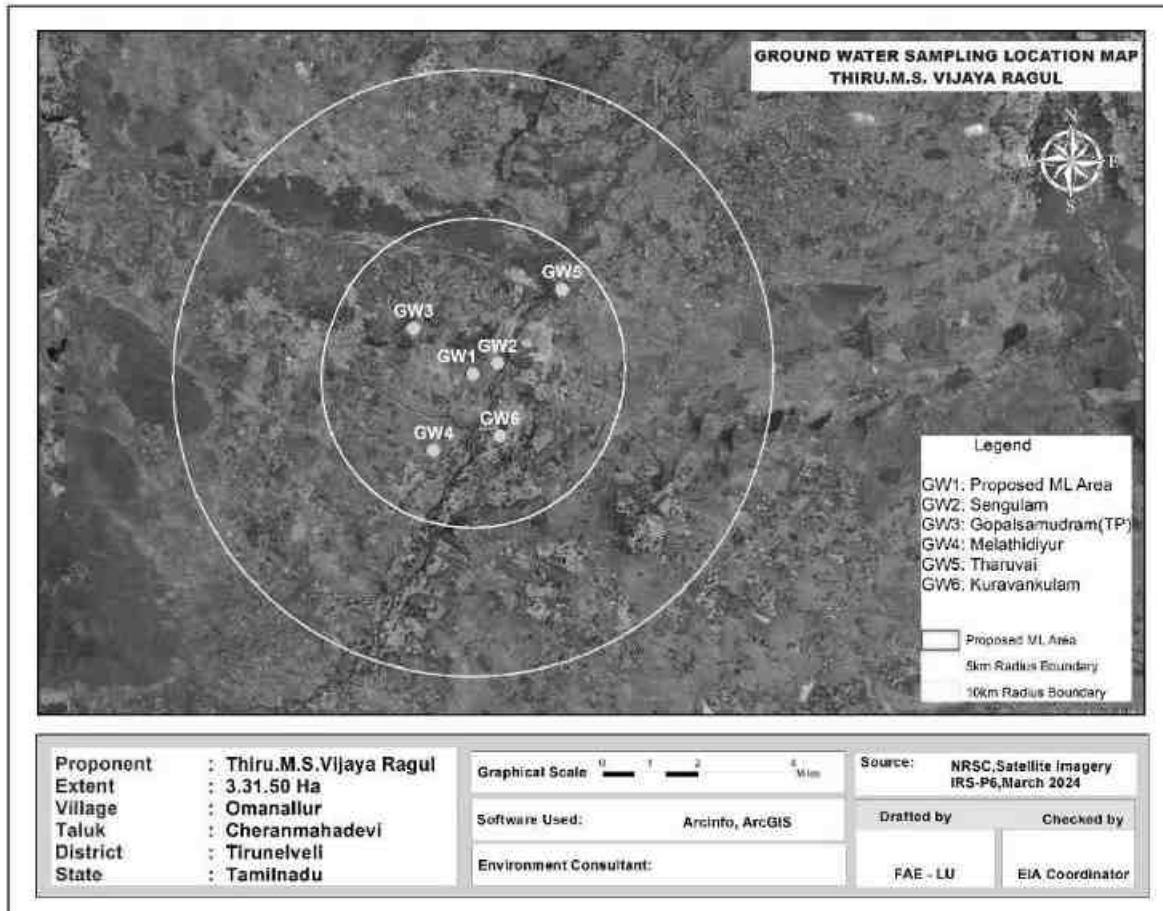 GROUND WATER SAMPLING LOCATION MAP
THIRU.M.S. VIJAYA RAGUL
N
W E
S
GW5
GW3
GW2
GW1
GW6
GW4
Legend
GW1: Proposed ML Area
GW2: Sengulam
GW3: Gopalsamudram(TP)
GW4: Melathidiyur
GW5: Tharuvai
GW6: Kuravankulam
Proposed ML Area
5km Radius Boundary
10km Radius Boundary
Proponent : Thiru.M.S.Vijaya Ragul
Extent : 3.31.50 Ha
Village : Omanallur
Taluk : Cheranmahadevi
District : Tirunelveli
State : Tamilnadu
Graphical Scale 0 1 2 4 Miles
Software Used: Arcinfo, ArcGIS
Environment Consultant:
Source: NRSC,Satellite Imagery
IRS-P6,March 2024
Drafted by Checked by
FAE - LU EIA Coordinator